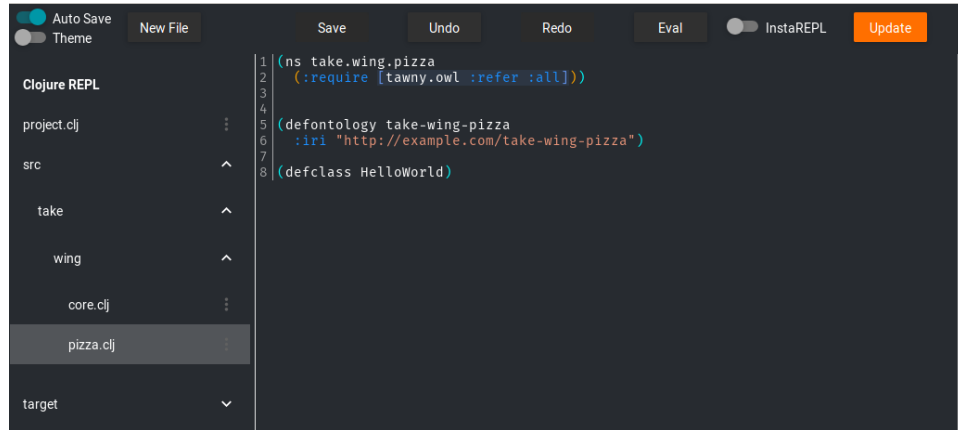 Auto Save
Theme
New File
Save
Undo
Redo
Eval
InstaREPL
Update
Clojure REPL
project.clj
src
take
wing
core.clj
pizza.clj
target
1 (ns take.wing.pizza
2   (:require [tawny.owl :refer :all]))
3
4
5 (defontology take-wing-pizza
6   :iri "http://example.com/take-wing-pizza")
7
8 (defclass HelloWorld)